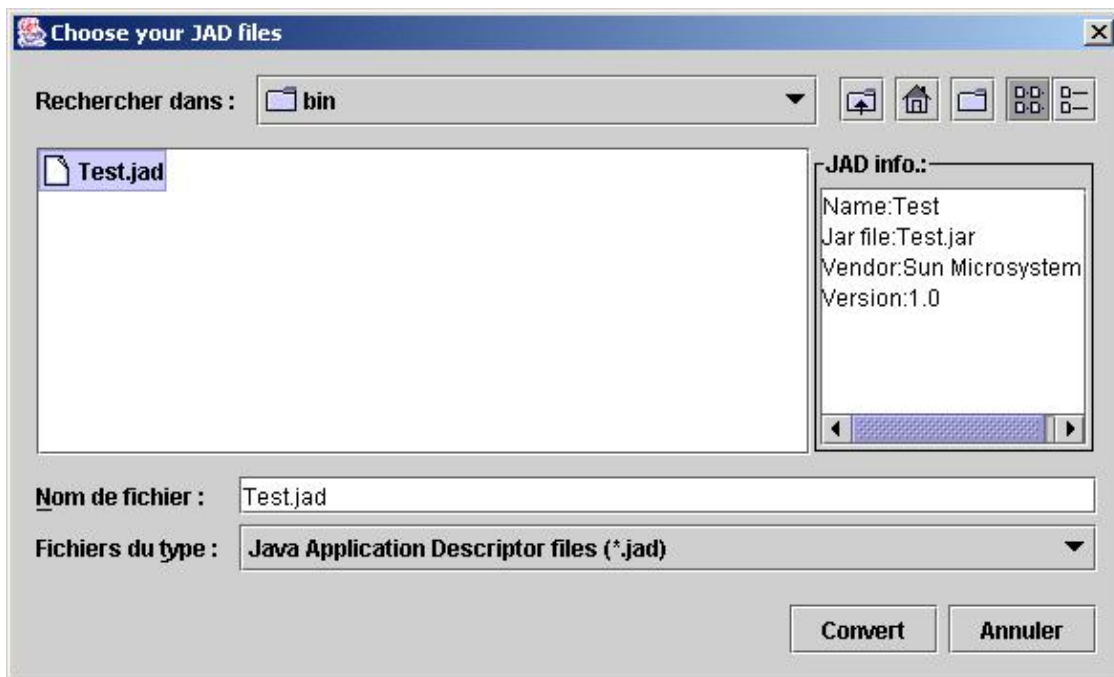 Choose your JAD files
Rechercher dans :
bin
Test.jad
JAD info.:
Name:Test
Jar file:Test.jar
Vendor:Sun Microsystem
Version:1.0
Nom de fichier :
Test.jad
Fichiers du type :
Java Application Descriptor files (*.jad)
Convert
Annuler